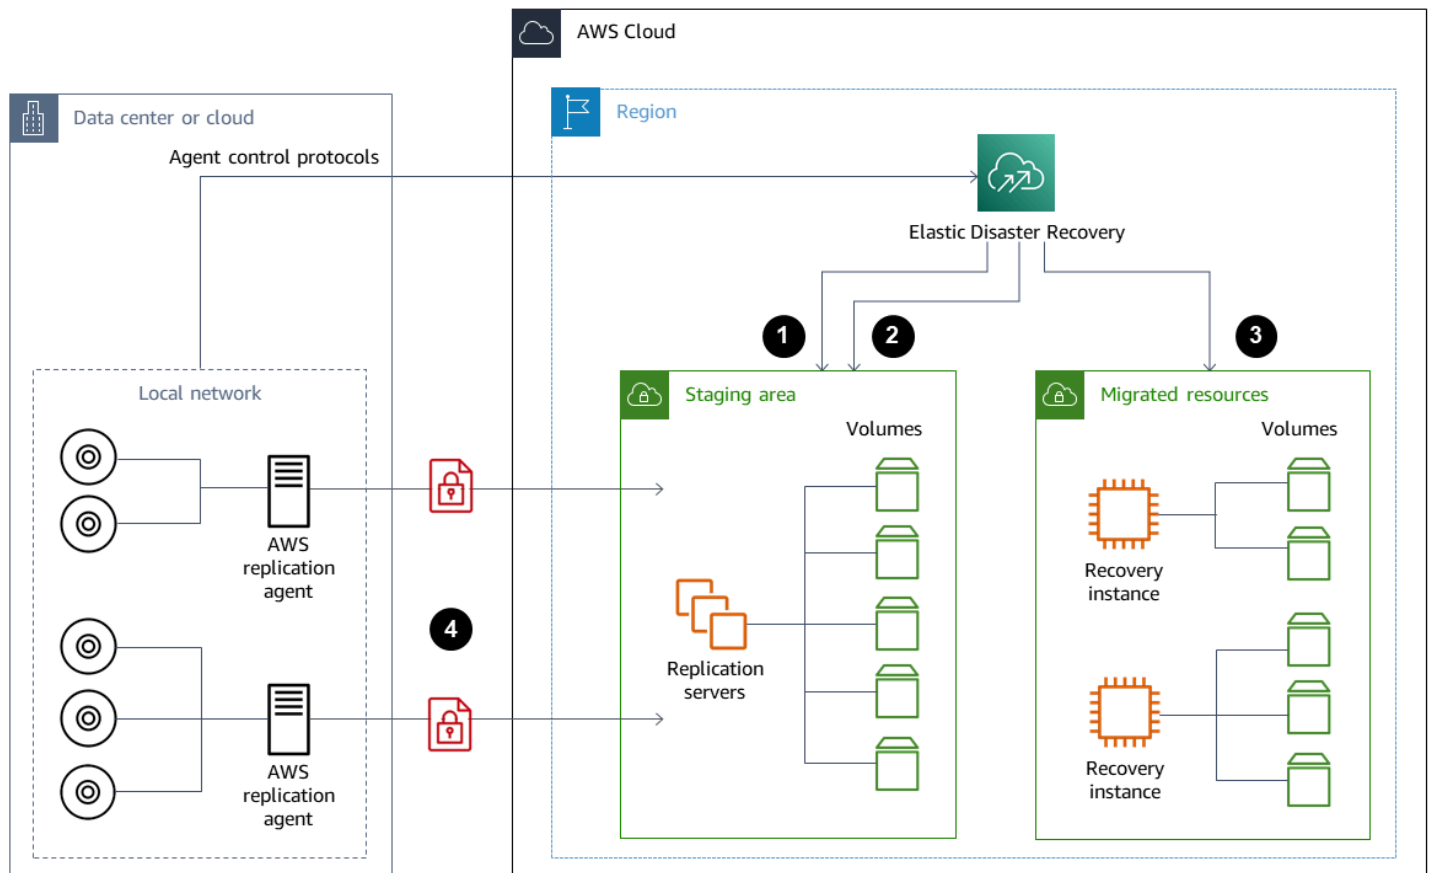 AWS Cloud
Data center or cloud
Region
Agent control protocols
Elastic Disaster Recovery
1
2
3
Local network
Staging area
Migrated resources
Volumes
Volumes
AWS
replication
agent
Recovery
instance
4
Replication
servers
AWS
replication
agent
Recovery
instance